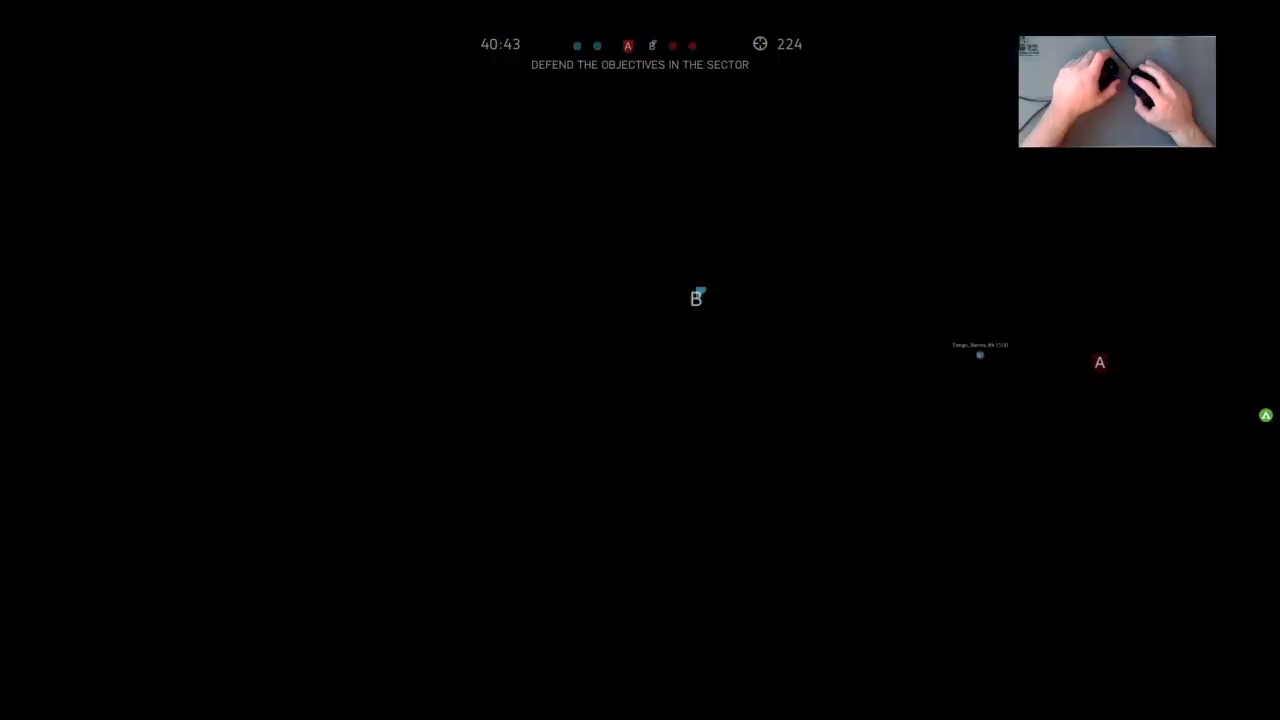 40:43 A B 224
DEFEND THE OBJECTIVES IN THE SECTOR
B
A